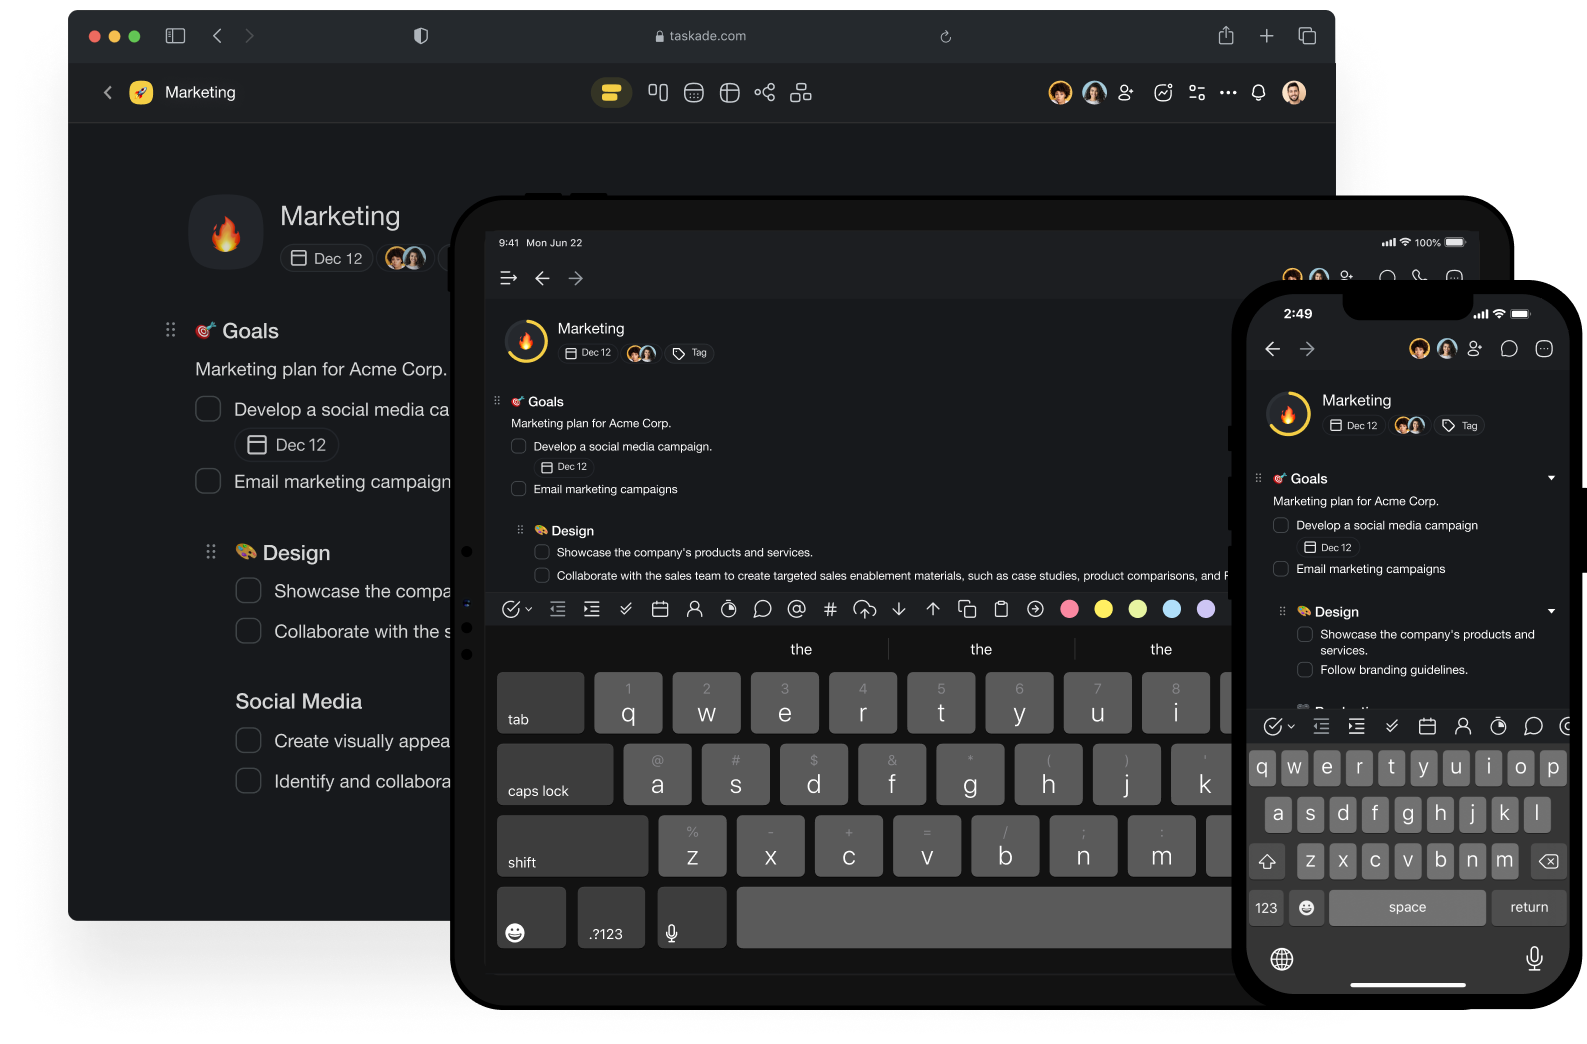 taskade.com
Marketing
Marketing
Dec 12
Goals
Marketing plan for Acme Corp.
Develop a social media ca
Dec 12
Email marketing campaign
Design
Showcase the compa
Collaborate with the s
Social Media
Create visually appea
Identify and collabora
9:41 Mon Jun 22
100%
Marketing
Dec 12
Tag
Goals
Marketing plan for Acme Corp.
Develop a social media campaign.
Dec 12
Email marketing campaigns
Design
Showcase the company's products and services.
Collaborate with the sales team to create targeted sales enablement materials, such as case studies, product comparisons, and
the the the
1 2 3 4 5 6 7 8
tab q w e r t y u i
@ # $ & * ( ) '
caps lock a s d f g h j k
% - + = / ; :
shift z x c v b n m
.?123
2:49
Marketing
Dec 12
Tag
Goals
Marketing plan for Acme Corp.
Develop a social media campaign
Dec 12
Email marketing campaigns
Design
Showcase the company's products and
services.
Follow branding guidelines.
q w e r t y u i o p
a s d f g h j k l
z x c v b n m
123 space return